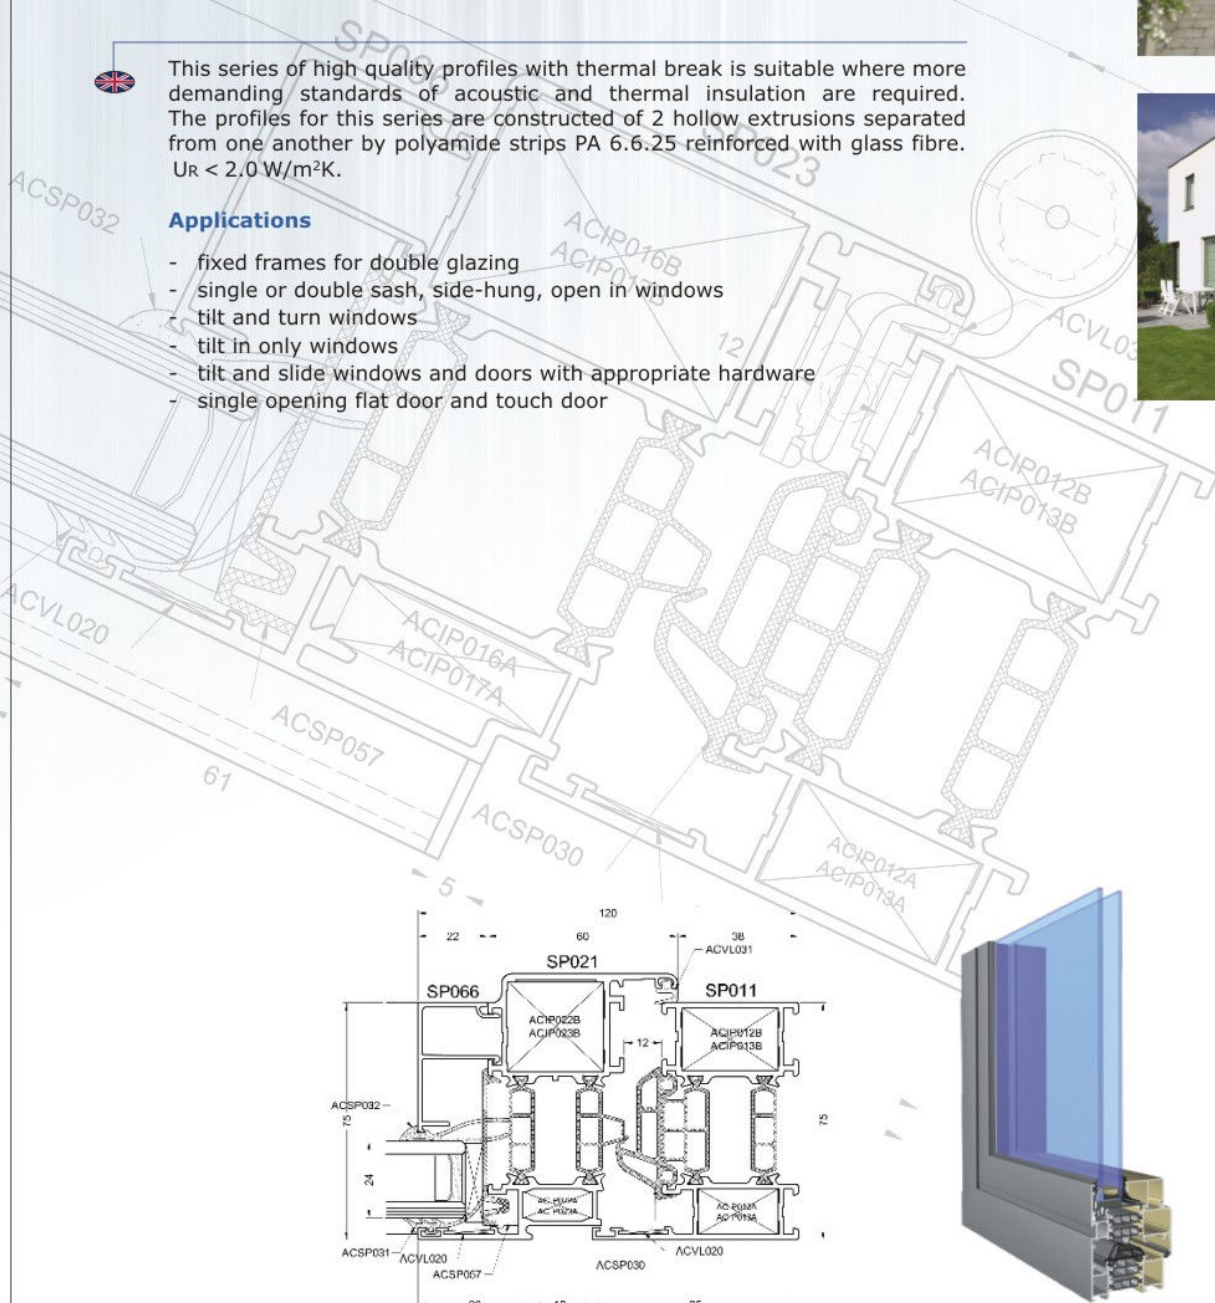 SP066
This series of high quality profiles with thermal break is suitable where more
demanding standards of acoustic and thermal insulation are required.
The profiles for this series are constructed of 2 hollow extrusions separated
from one another by polyamide strips PA 6.6.25 reinforced with glass fibre.
UR < 2.0 W/m²K.
SP023
ACSP032
Applications
ACIP016B
ACIP017B
- fixed frames for double glazing
- single or double sash, side-hung, open in windows
- tilt and turn windows
- tilt in only windows
- tilt and slide windows and doors with appropriate hardware
- single opening flat door and touch door
12
SP011
ACIP012B
ACIP013B
ACVL020
ACIP016A
ACIP017A
ACSP057
61
ACSP030
ACIP012A
ACIP013A
5
120
22 60 38
ACVL031
SP021
SP066 SP011
ACIP022B
ACIP023B
ACIP012B
ACIP013B
12
ACSP032
75
75
24
ACSP031
ACVL020
ACSP057
ACSP030
ACVL020